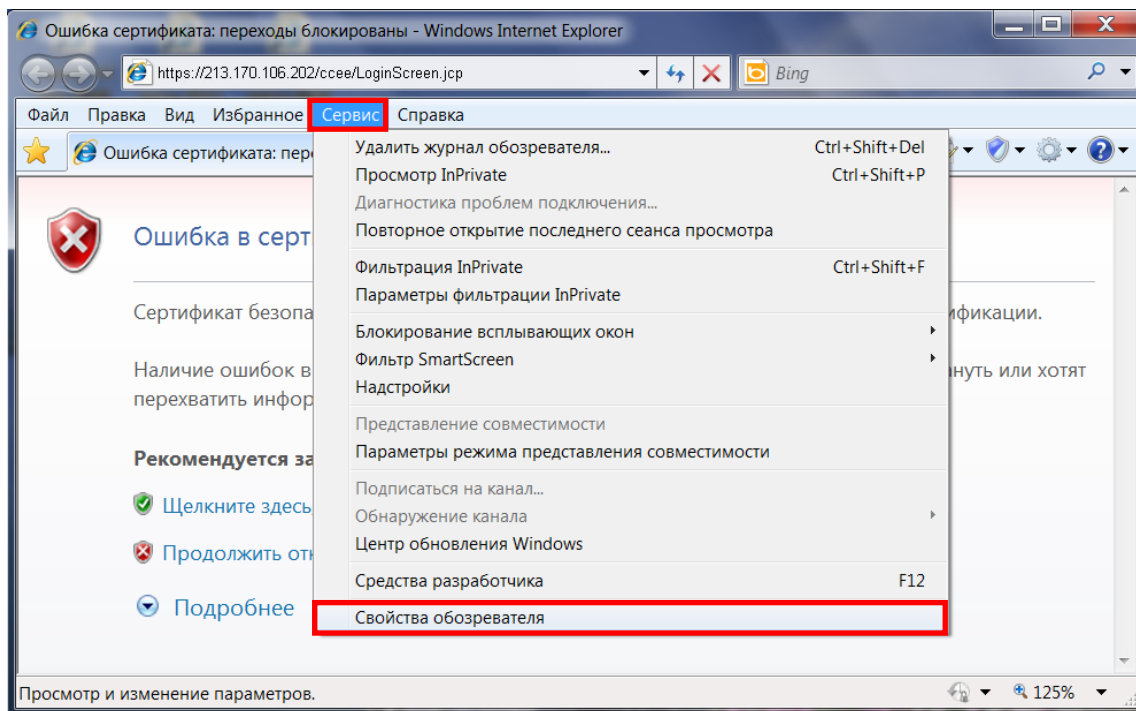 Ошибка сертификата: переходы блокированы - Windows Internet Explorer
https://213.170.106.202/ccee/LoginScreen.jcp
Bing
Файл Правка Вид Избранное Сервис Справка
Ошибка сертификата: пер
Удалить журнал обозревателя... Ctrl+Shift+Del
Просмотр InPrivate Ctrl+Shift+P
Диагностика проблем подключения...
Повторное открытие последнего сеанса просмотра
Фильтрация InPrivate Ctrl+Shift+F
Параметры фильтрации InPrivate
Блокирование всплывающих окон
Фильтр SmartScreen
Надстройки
Представление совместимости
Параметры режима представления совместимости
Подписаться на канал...
Обнаружение канала
Центр обновления Windows
Средства разработчика F12
Свойства обозревателя
Ошибка в серт
Сертификат безопа ификации.
Наличие ошибок в нуть или хотят
перехватить инфор
Рекомендуется за
Щелкните здесь
Продолжить отк
Подробнее
Просмотр и изменение параметров.
125%